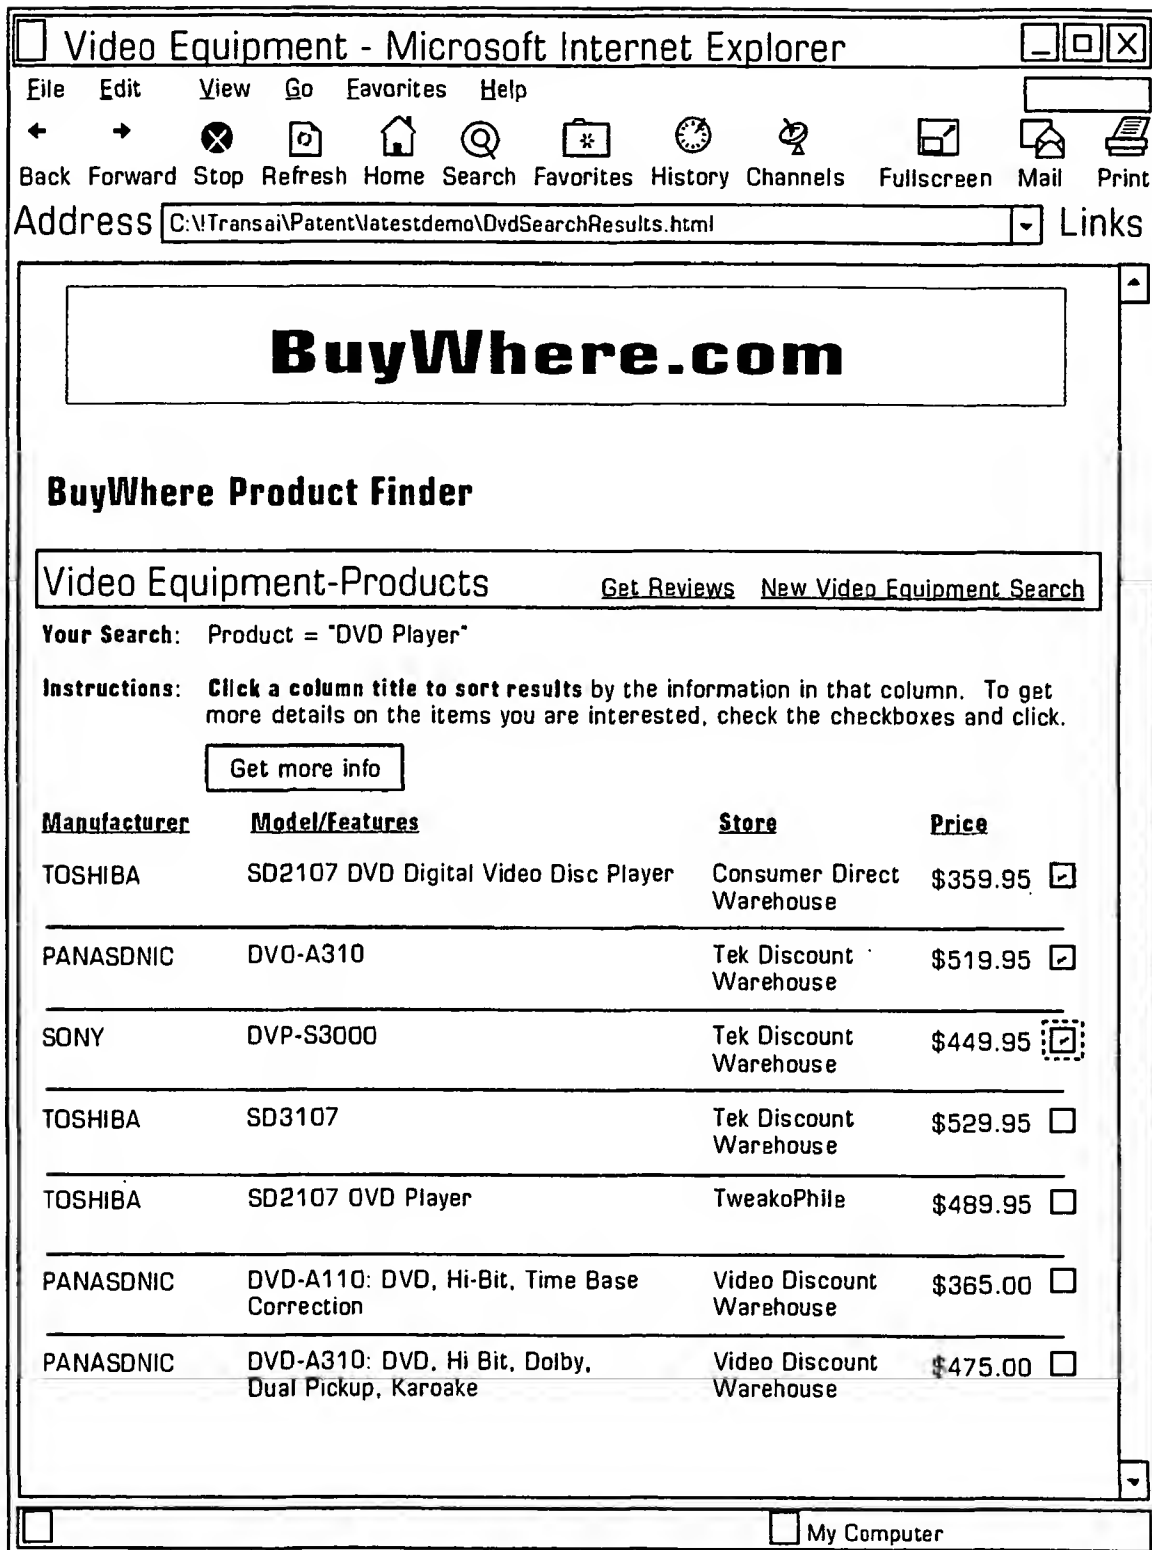 Video Equipment - Microsoft Internet Explorer
File Edit View Go Favorites Help
Back Forward Stop Refresh Home Search Favorites History Channels Fullscreen Mail Print
Address C:\!Transai\Patent\latestdemo\DvdSearchResults.html Links
BuyWhere.com
BuyWhere Product Finder
Video Equipment-Products Get Reviews New Video Equipment Search
Your Search: Product = "DVD Player"
Instructions: Click a column title to sort results by the information in that column. To get
more details on the items you are interested, check the checkboxes and click.
Get more info
Manufacturer Model/Features Store Price
TOSHIBA SD2107 DVD Digital Video Disc Player Consumer Direct $359.95
Warehouse
PANASONIC DVD-A310 Tek Discount $519.95
Warehouse
SONY DVP-S3000 Tek Discount $449.95
Warehouse
TOSHIBA SD3107 Tek Discount $529.95
Warehouse
TOSHIBA SD2107 DVD Player TweakoPhile $489.95
PANASONIC DVD-A110: DVD, Hi-Bit, Time Base Video Discount $365.00
Correction Warehouse
PANASONIC DVD-A310: DVD, Hi Bit, Dolby, Video Discount $475.00
Dual Pickup, Karoake Warehouse
My Computer